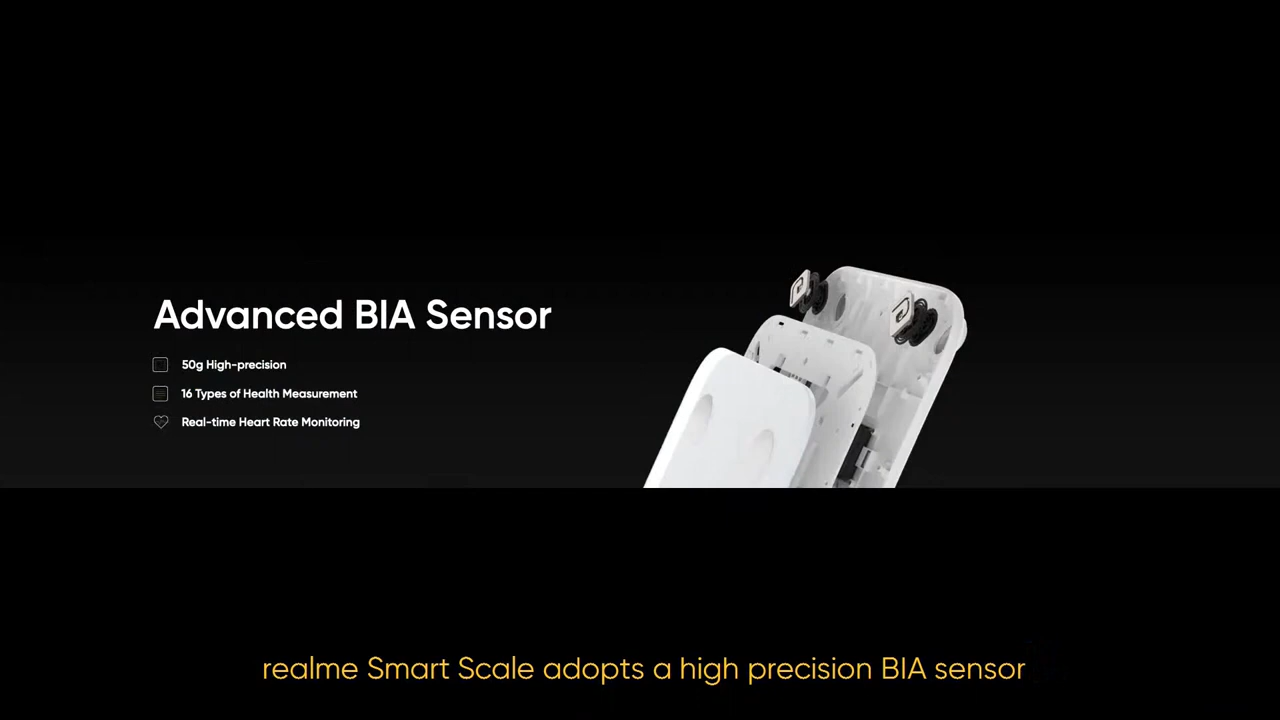 Advanced BIA Sensor
50g High-precision
16 Types of Health Measurement
Real-time Heart Rate Monitoring
realme Smart Scale adopts a high precision BIA sensor